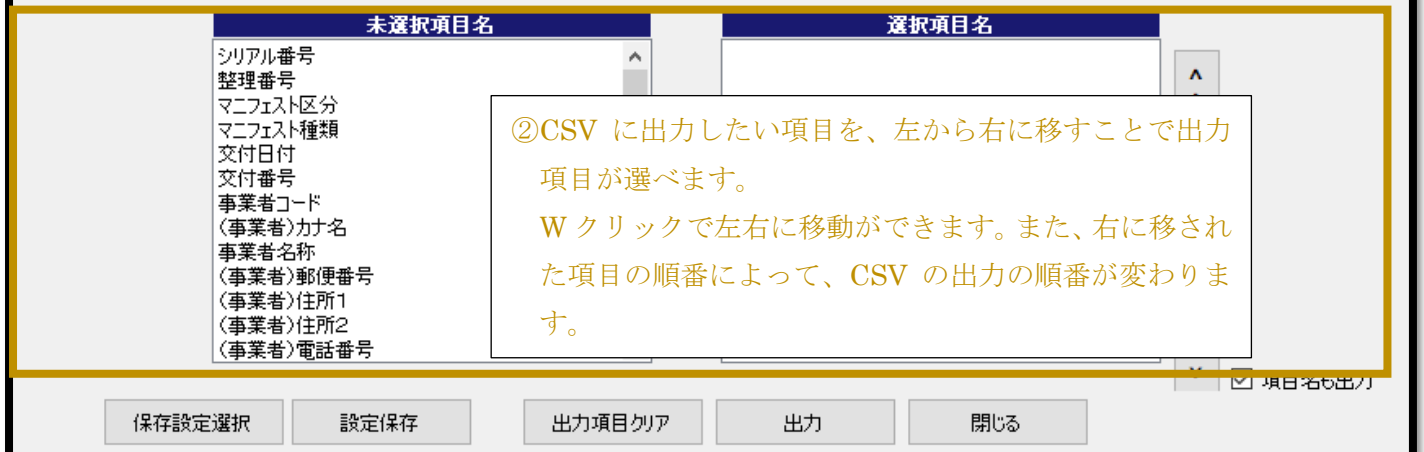 未選択項目名
選択項目名
シリアル番号
整理番号
マニフェスト区分
マニフェスト種類
交付日付
交付番号
事業者コード
(事業者)カナ名
事業者名称
(事業者)郵便番号
(事業者)住所1
(事業者)住所2
(事業者)電話番号
②CSV に出力したい項目を、左から右に移すことで出力
項目が選べます。
W クリックで左右に移動ができます。また、右に移され
た項目の順番によって、CSV の出力の順番が変わりま
す。
項目名も出力
保存設定選択
設定保存
出力項目クリア
出力
閉じる